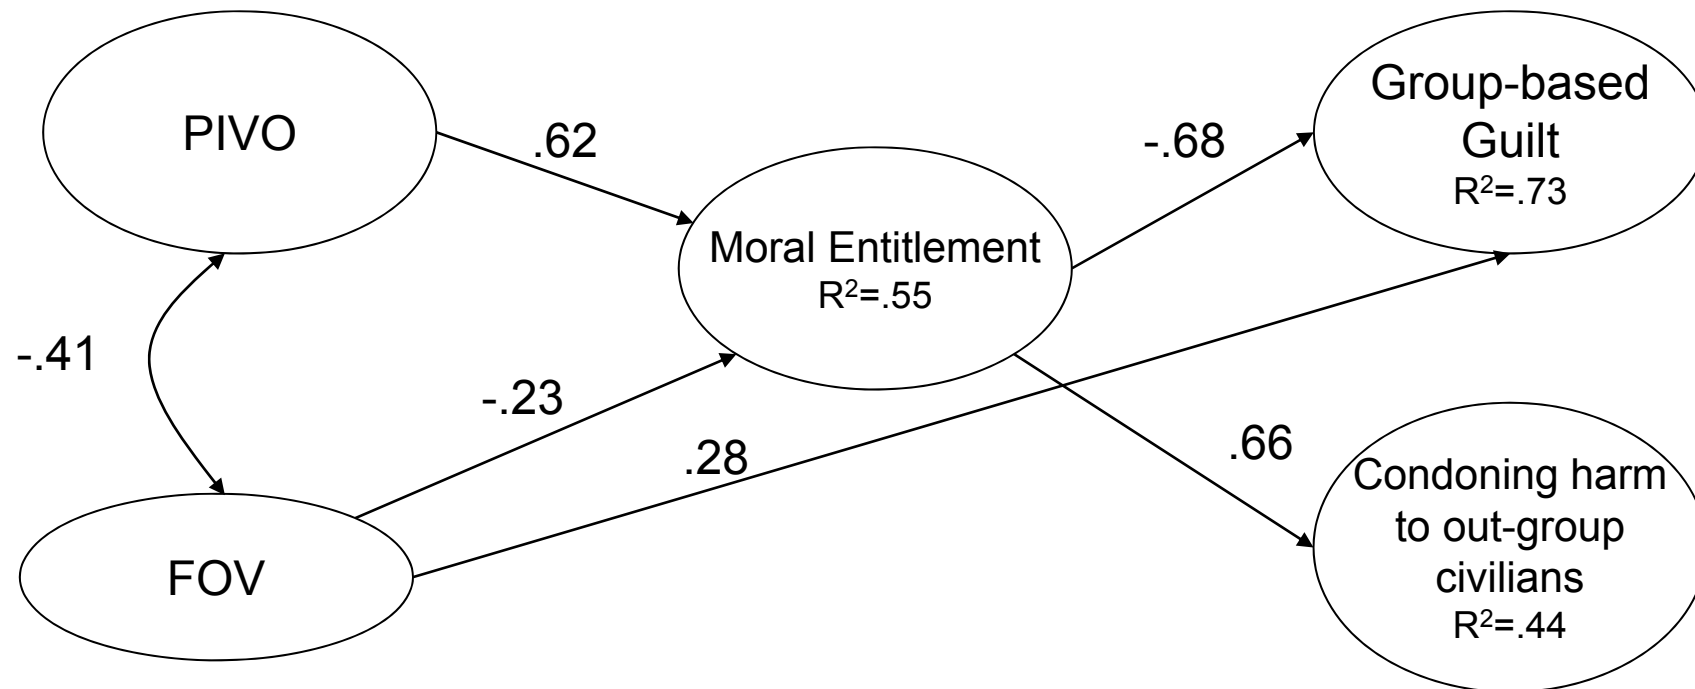 PIVO
.62
-.68
Group-based
Guilt
R²=.73
Moral Entitlement
R²=.55
-.41
-.23
.28
.66
FOV
Condoning harm
to out-group
civilians
R²=.44